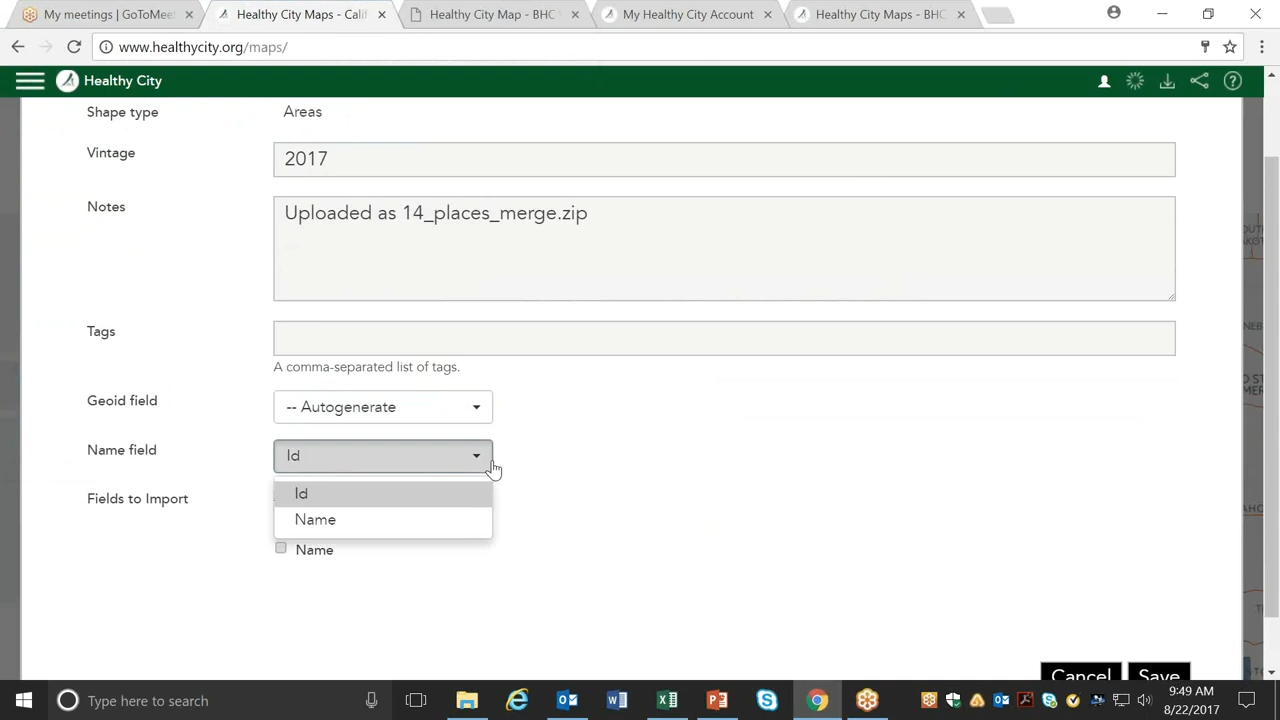 My meetings | GoToMeet
Healthy City Maps - Calif
Healthy City Map - BHC
My Healthy City Account
Healthy City Maps - BHC
www.healthycity.org/maps/
Healthy City
Shape type
Areas
Vintage
2017
Notes
Uploaded as 14_places_merge.zip
Tags
A comma-separated list of tags.
Geoid field
-- Autogenerate
Name field
Id
Id
Fields to Import
Name
Name
Cancel
Save
Type here to search
9:49 AM
8/22/2017